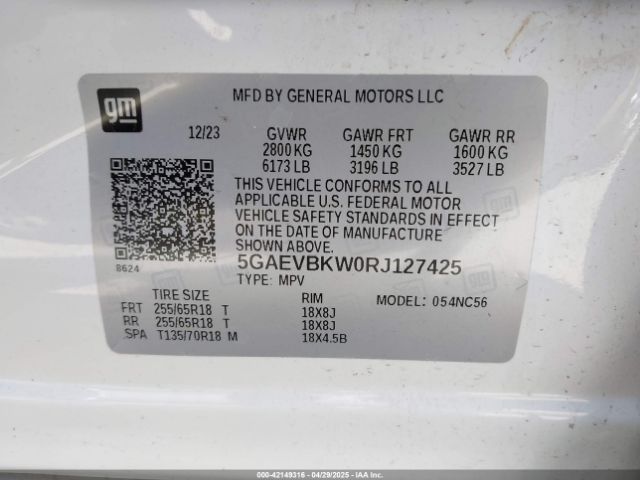 gm
MFD BY GENERAL MOTORS LLC
12/23 GVWR GAWR FRT GAWR RR
2800 KG 1450 KG 1600 KG
6173 LB 3196 LB 3527 LB
THIS VEHICLE CONFORMS TO ALL
APPLICABLE U.S. FEDERAL MOTOR
VEHICLE SAFETY STANDARDS IN EFFECT
ON THE DATE OF MANUFACTURE
SHOWN ABOVE.
8624
5GAEVBKW0RJ127425
TYPE: MPV
TIRE SIZE RIM MODEL: 054NC56
FRT 255/65R18 T 18X8J
RR 255/65R18 T 18X8J
SPA T135/70R18 M 18X4.5B
000-42149316 - 04/29/2025 - IAAI.COM